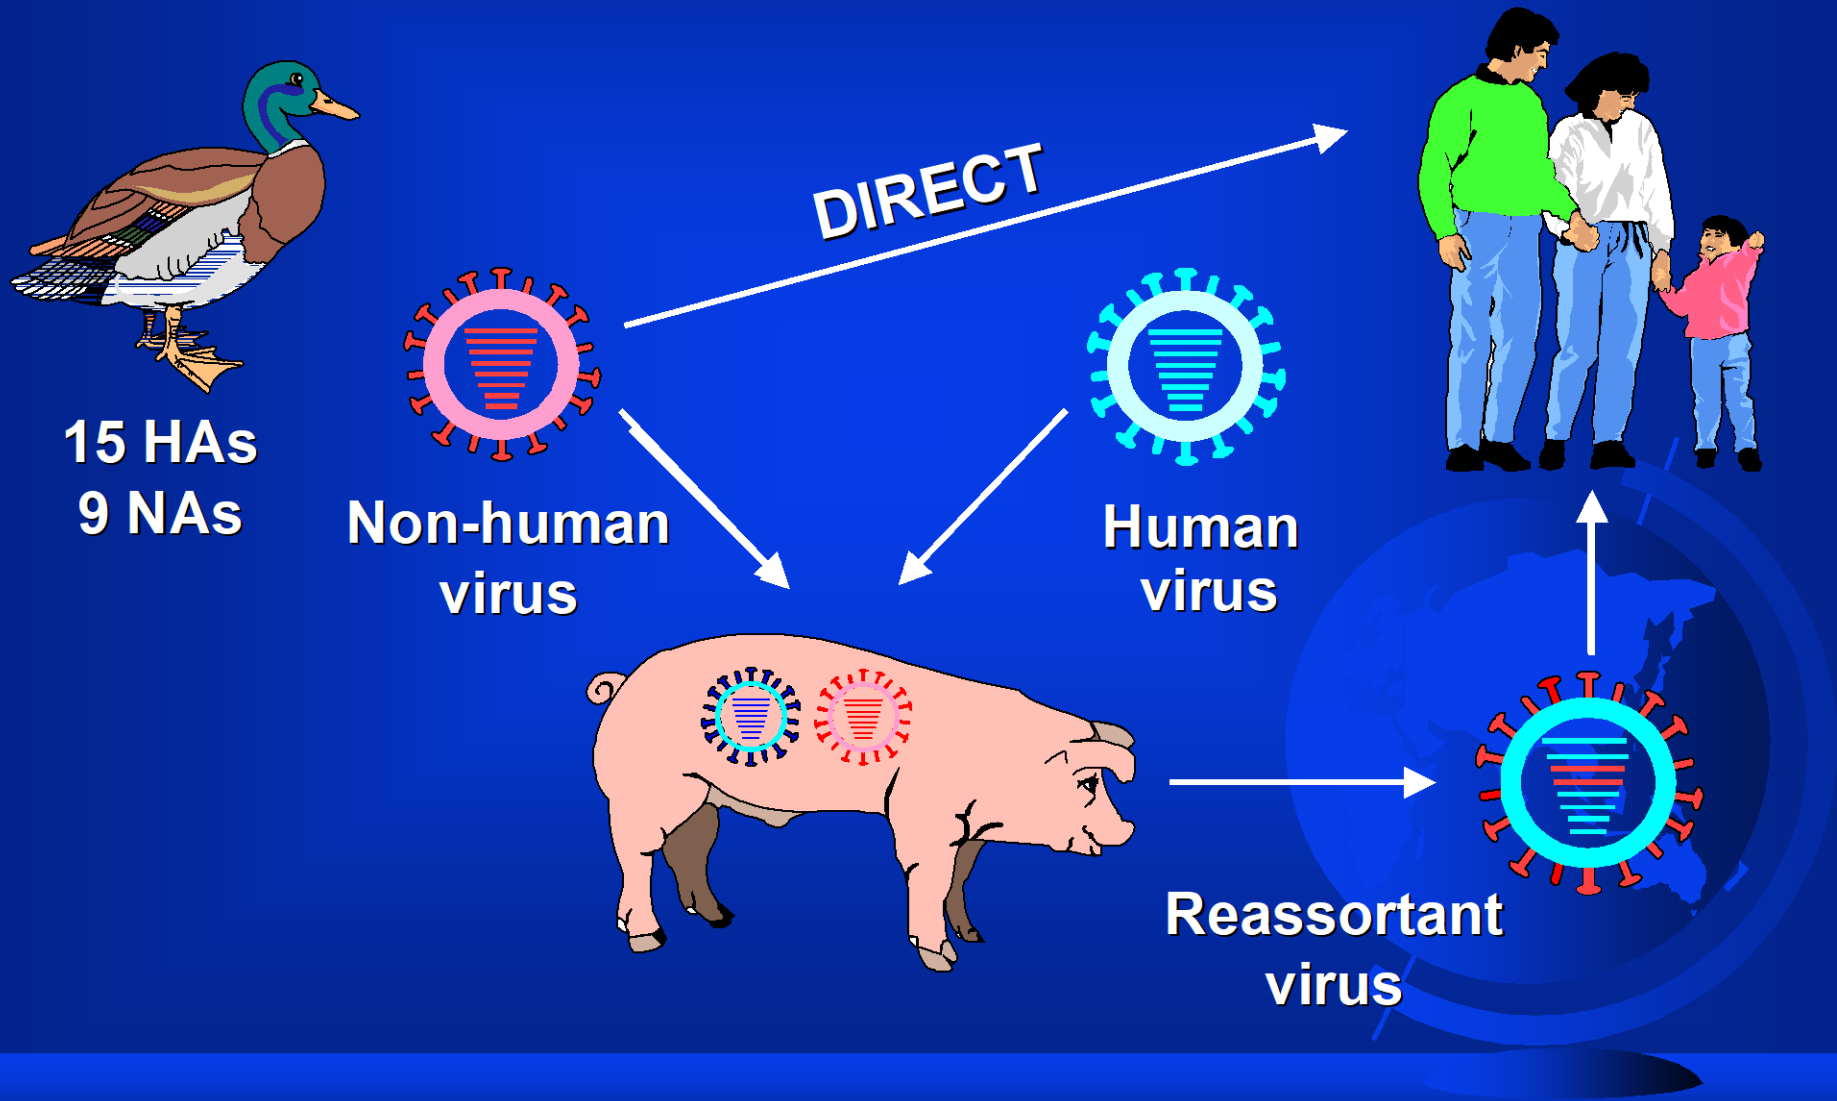 DIRECT
15 HAs
9 NAs
Non-human
virus
Human
virus
Reassortant
virus